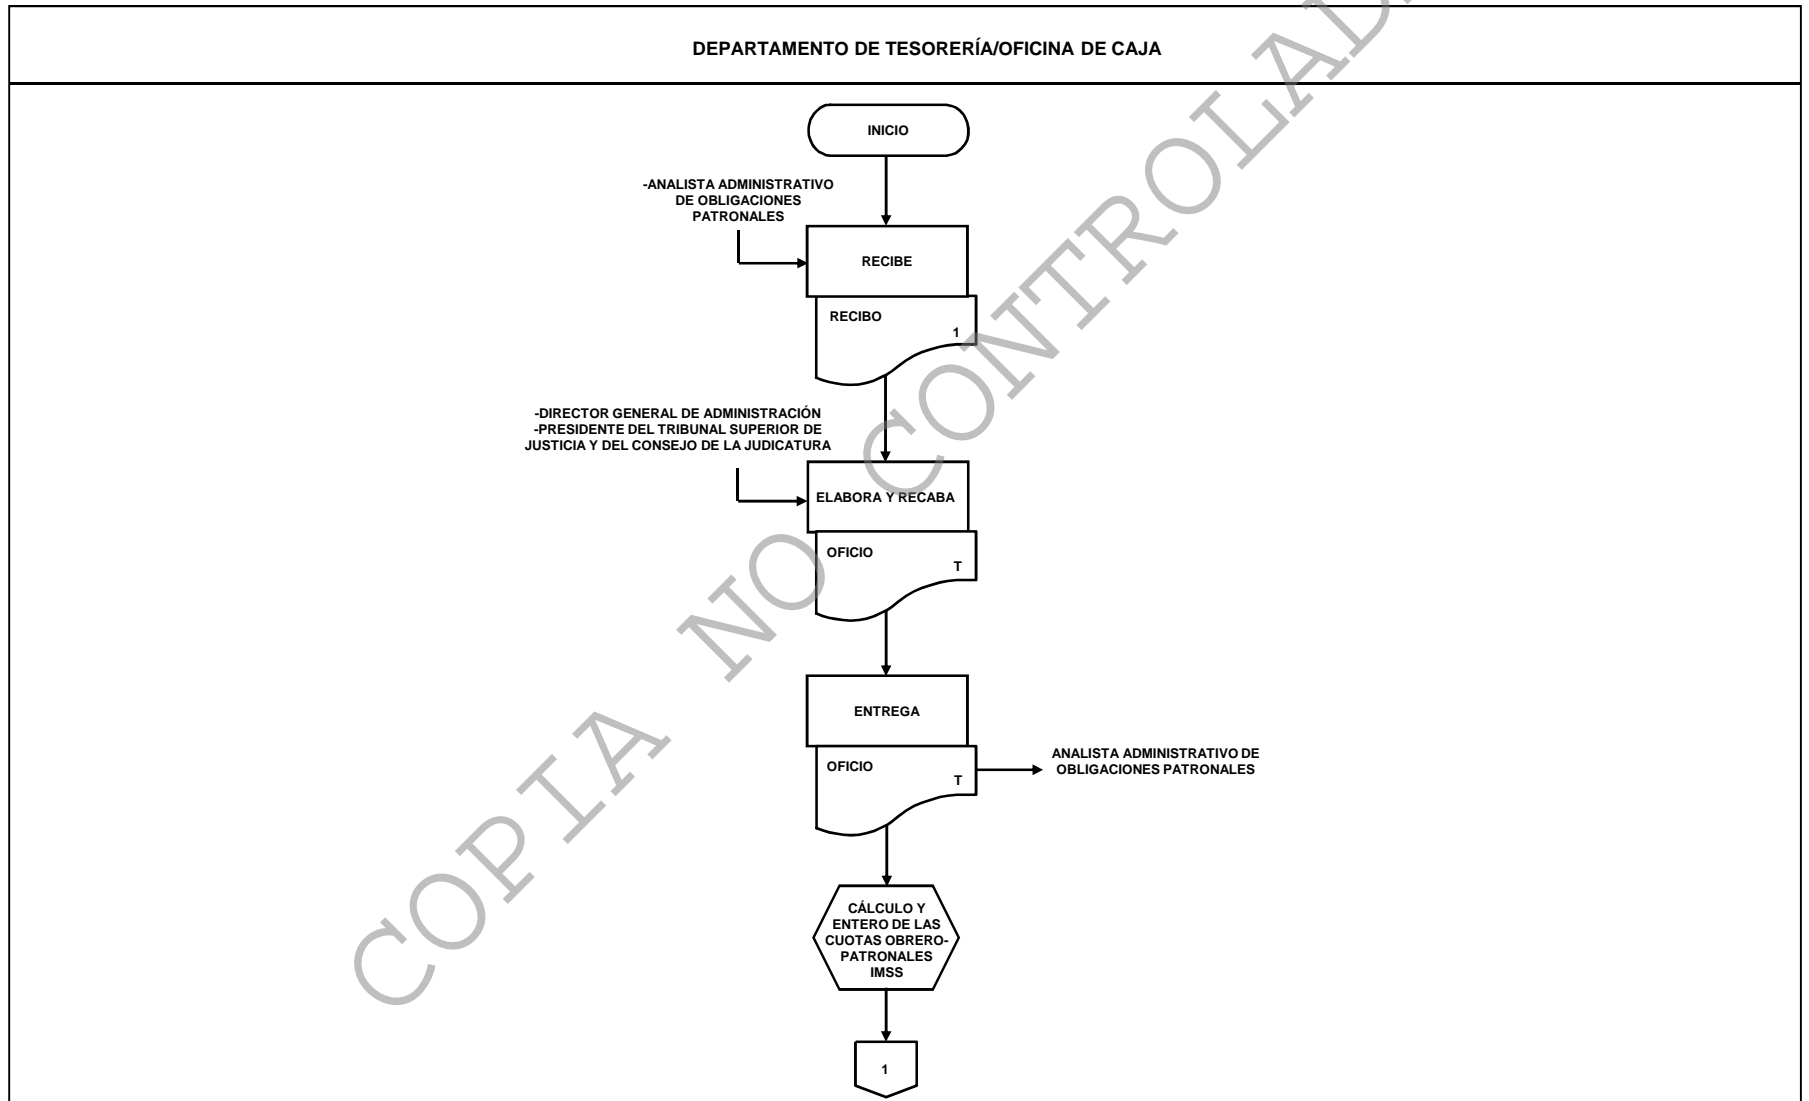 DEPARTAMENTO DE TESORERÍA/OFICINA DE CAJA
INICIO
-ANALISTA ADMINISTRATIVO
DE OBLIGACIONES
PATRONALES
RECIBE
RECIBO
1
-DIRECTOR GENERAL DE ADMINISTRACIÓN
-PRESIDENTE DEL TRIBUNAL SUPERIOR DE
JUSTICIA Y DEL CONSEJO DE LA JUDICATURA
ELABORA Y RECABA
OFICIO
T
ENTREGA
OFICIO
T
ANALISTA ADMINISTRATIVO DE
OBLIGACIONES PATRONALES
CÁLCULO Y
ENTERO DE LAS
CUOTAS OBRERO-
PATRONALES
IMSS
1
COPIA NO CONTROLAD